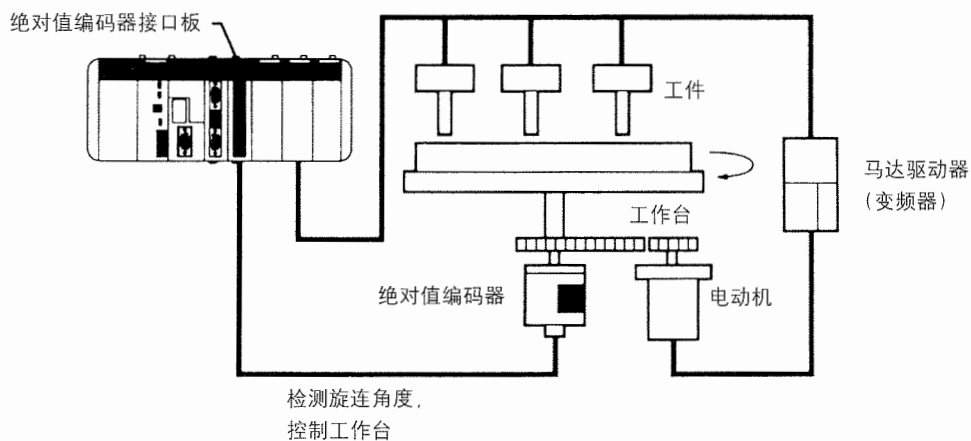 绝对值编码器接口板
工件
马达驱动器
(变频器)
工作台
绝对值编码器
电动机
检测旋连角度，
控制工作台